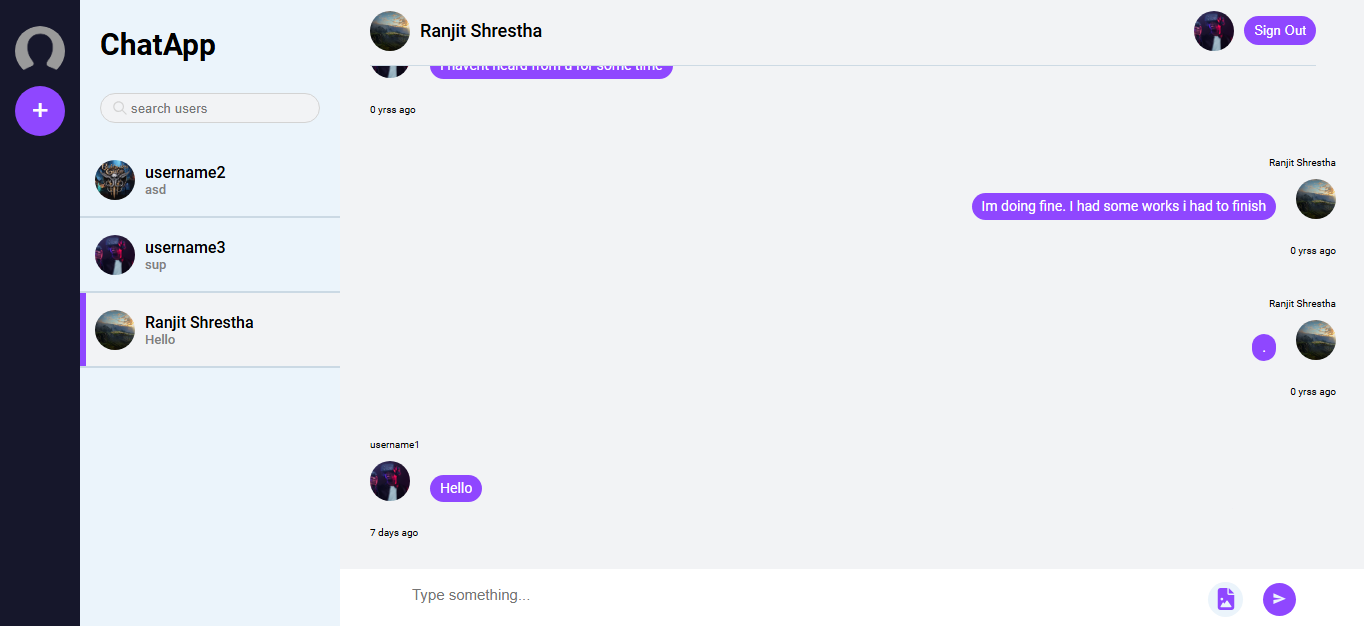 ChatApp
search users
username2
asd
username3
sup
Ranjit Shrestha
Hello
Ranjit Shrestha
Sign Out
I havent heard from u for some time
0 yrss ago
Ranjit Shrestha
Im doing fine. I had some works i had to finish
0 yrss ago
Ranjit Shrestha
.
0 yrss ago
username1
Hello
7 days ago
Type something...